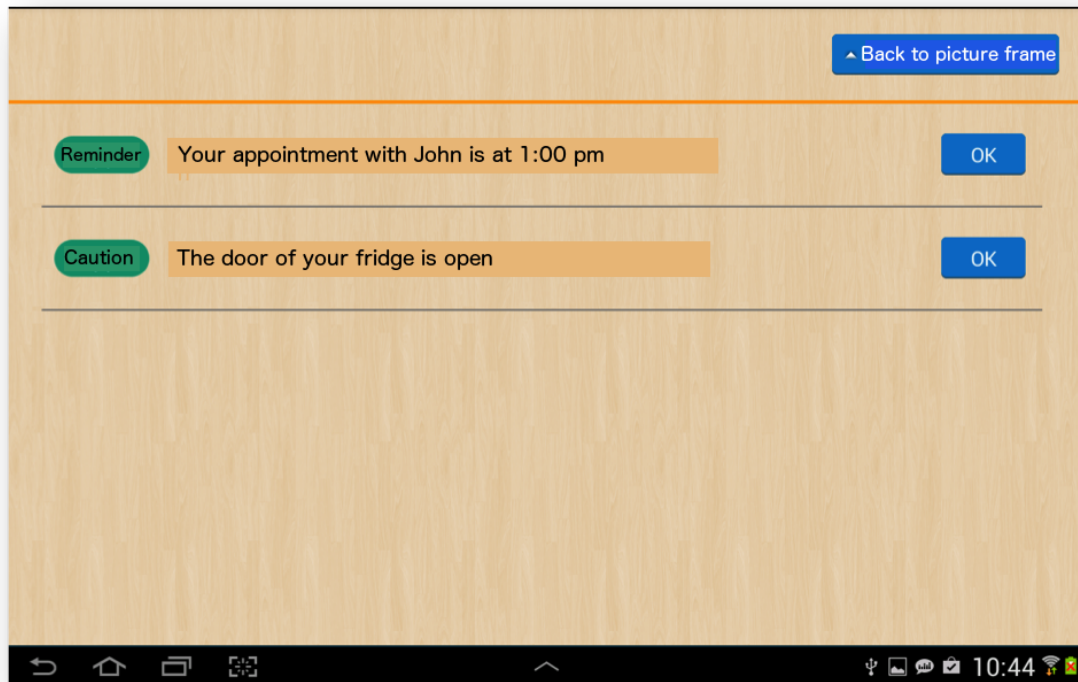 Back to picture frame
Reminder Your appointment with John is at 1:00 pm OK
Caution The door of your fridge is open OK
10:44